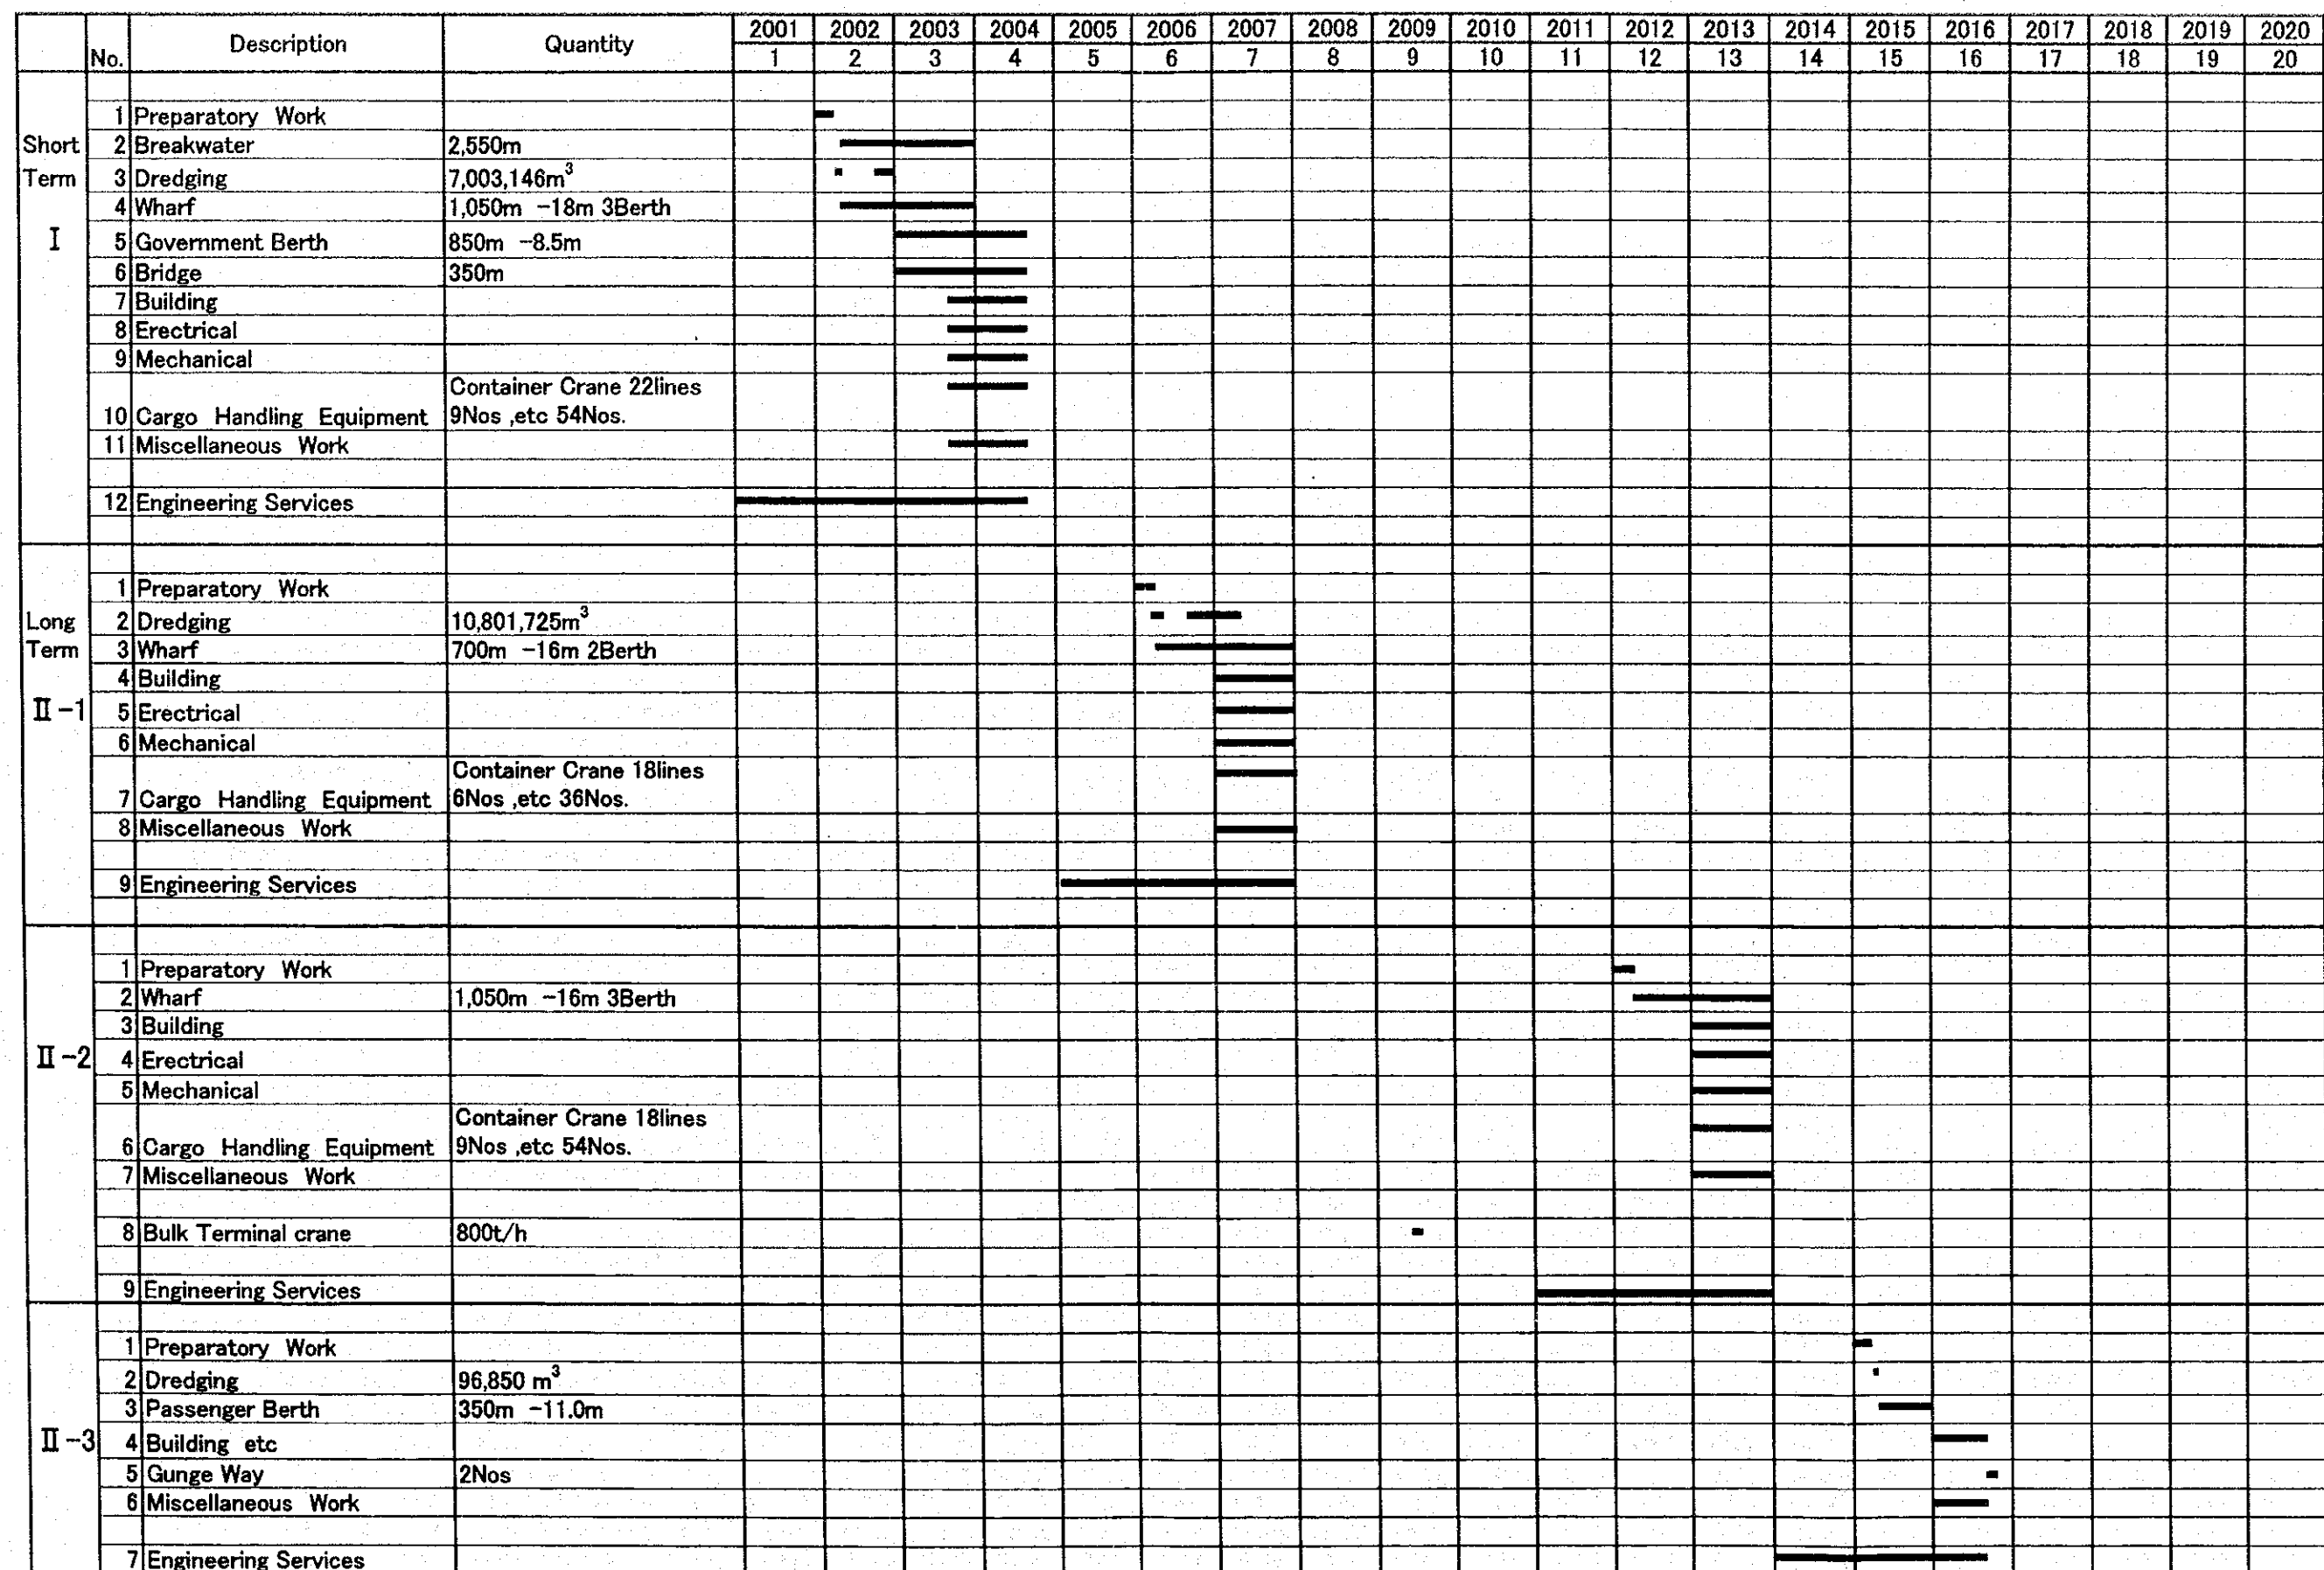 No. Description Quantity 2001 2002 2003 2004 2005 2006 2007 2008 2009 2010 2011 2012 2013 2014 2015 2016 2017 2018 2019 2020
1 2 3 4 5 6 7 8 9 10 11 12 13 14 15 16 17 18 19 20
Short Term I
1 Preparatory Work
2 Breakwater 2,550m
3 Dredging 7,003,146m³
4 Wharf 1,050m -18m 3Berth
5 Government Berth 850m -8.5m
6 Bridge 350m
7 Building
8 Erectrical
9 Mechanical
Container Crane 22lines
10 Cargo Handling Equipment 9Nos ,etc 54Nos.
11 Miscellaneous Work
12 Engineering Services
Long Term II-1
1 Preparatory Work
2 Dredging 10,801,725m³
3 Wharf 700m -16m 2Berth
4 Building
5 Erectrical
6 Mechanical
Container Crane 18lines
7 Cargo Handling Equipment 6Nos ,etc 36Nos.
8 Miscellaneous Work
9 Engineering Services
II-2
1 Preparatory Work
2 Wharf 1,050m -16m 3Berth
3 Building
4 Erectrical
5 Mechanical
Container Crane 18lines
6 Cargo Handling Equipment 9Nos ,etc 54Nos.
7 Miscellaneous Work
8 Bulk Terminal crane 800t/h
9 Engineering Services
II-3
1 Preparatory Work
2 Dredging 96,850 m³
3 Passenger Berth 350m -11.0m
4 Building etc
5 Gunge Way 2Nos
6 Miscellaneous Work
7 Engineering Services